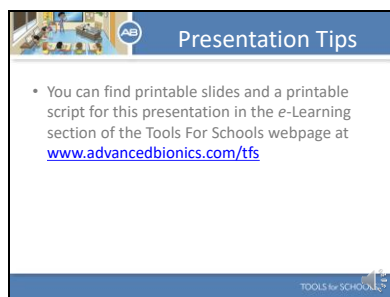 AB
Presentation Tips
• You can find printable slides and a printable
script for this presentation in the e-Learning
section of the Tools For Schools webpage at
www.advancedbionics.com/tfs
TOOLS for SCHOOLS